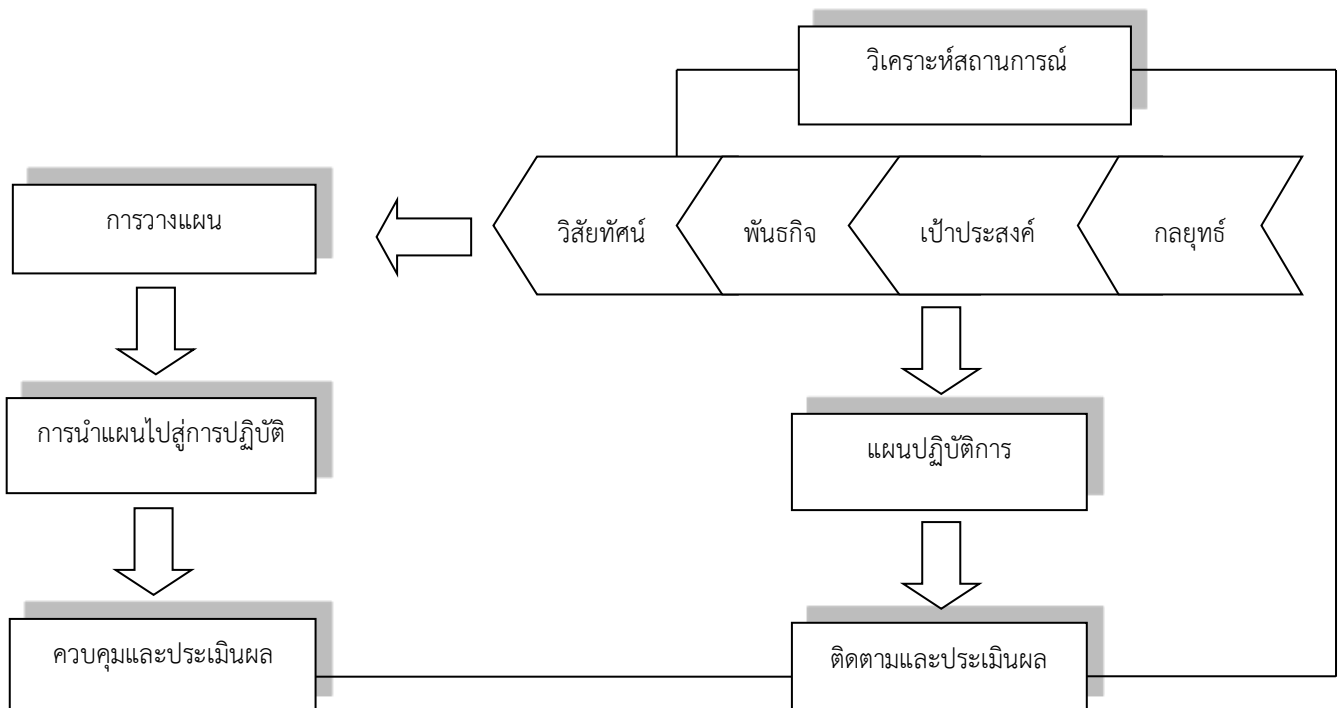 วิเคราะห์สถานการณ์
การวางแผน
วิสัยทัศน์
พันธกิจ
เป้าประสงค์
กลยุทธ์
การนำแผนไปสู่การปฏิบัติ
แผนปฏิบัติการ
ควบคุมและประเมินผล
ติดตามและประเมินผล